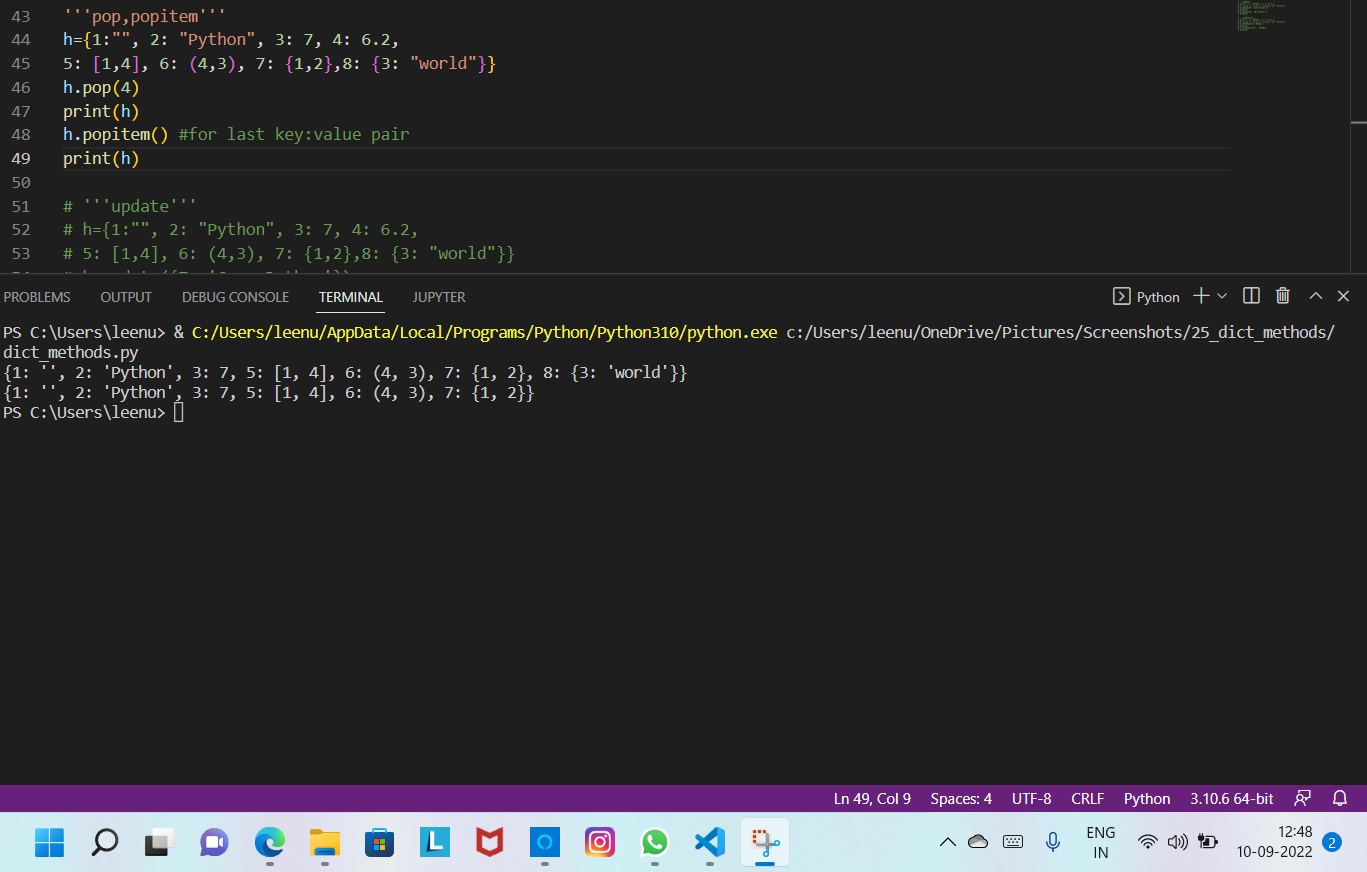 43 '''pop,popitem'''
44 h={1:"", 2: "Python", 3: 7, 4: 6.2,
45 5: [1,4], 6: (4,3), 7: {1,2},8: {3: "world"}}
46 h.pop(4)
47 print(h)
48 h.popitem() #for last key:value pair
49 print(h)
50
51 # '''update'''
52 # h={1:"", 2: "Python", 3: 7, 4: 6.2,
53 # 5: [1,4], 6: (4,3), 7: {1,2},8: {3: "world"}}
PROBLEMS OUTPUT DEBUG CONSOLE TERMINAL JUPYTER Python
PS C:\Users\leenu> & C:/Users/leenu/AppData/Local/Programs/Python/Python310/python.exe c:/Users/leenu/OneDrive/Pictures/Screenshots/25_dict_methods/
dict_methods.py
{1: '', 2: 'Python', 3: 7, 5: [1, 4], 6: (4, 3), 7: {1, 2}, 8: {3: 'world'}}
{1: '', 2: 'Python', 3: 7, 5: [1, 4], 6: (4, 3), 7: {1, 2}}
PS C:\Users\leenu>
Ln 49, Col 9 Spaces: 4 UTF-8 CRLF Python 3.10.6 64-bit
L
ENG 12:48
IN 10-09-2022 2